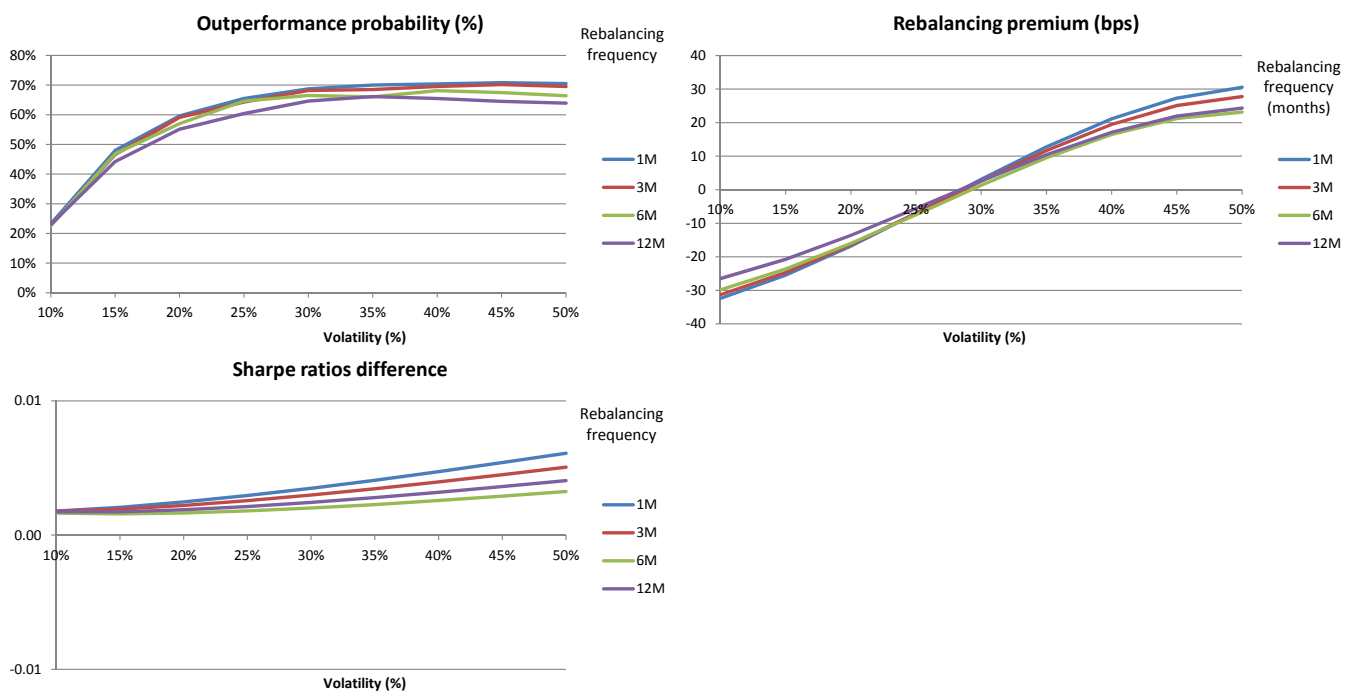 Outperformance probability (%)
Rebalancing
frequency
80%
70%
60%
50%
40%
30%
20%
10%
0%
10% 15% 20% 25% 30% 35% 40% 45% 50%
Volatility (%)
1M
3M
6M
12M
Rebalancing premium (bps)
Rebalancing
frequency
(months)
40
30
20
10
0
-10
-20
-30
-40
10% 15% 20% 25% 30% 35% 40% 45% 50%
Volatility (%)
1M
3M
6M
12M
Sharpe ratios difference
Rebalancing
frequency
0.01
0.00
-0.01
10% 15% 20% 25% 30% 35% 40% 45% 50%
Volatility (%)
1M
3M
6M
12M